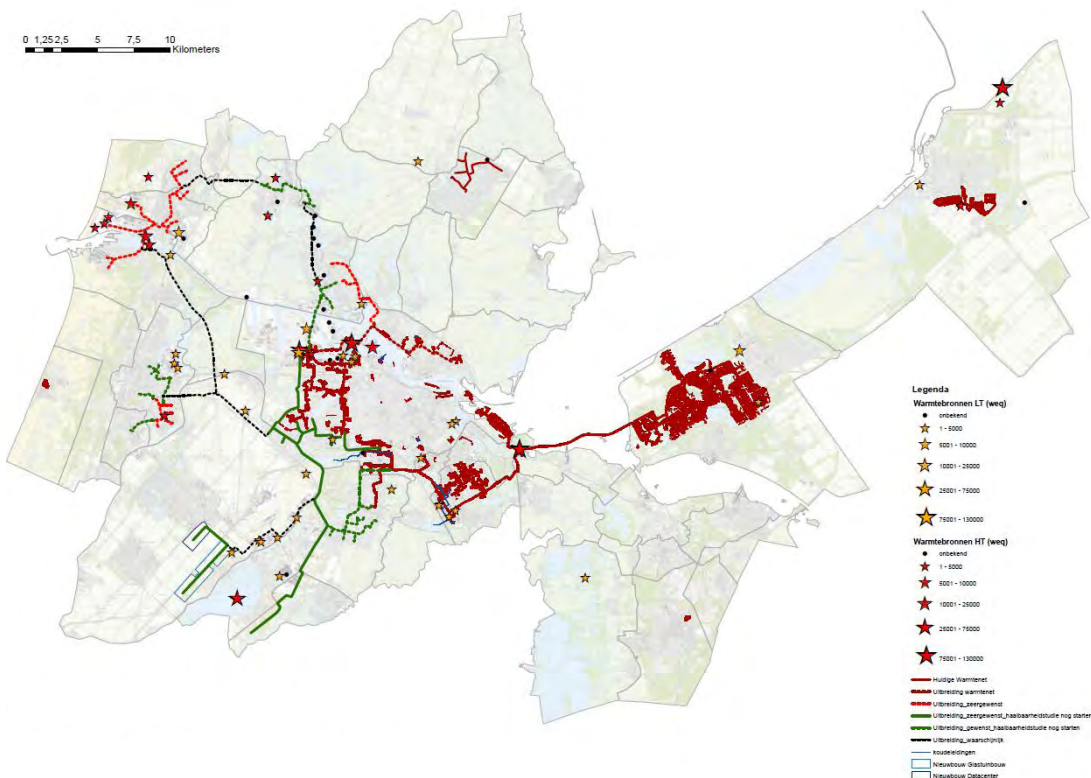 0 1,25 2,5 5 7,5 10
Kilometers
Legenda
Warmtebronnen LT (weq)
onbekend
1 - 5000
5001 - 10000
10001 - 25000
25001 - 75000
75001 - 130000
Warmtebronnen HT (weq)
onbekend
1 - 5000
5001 - 10000
10001 - 25000
25001 - 75000
75001 - 130000
Huidige Warmtenet
Uitbreiding warmtenet
Uitbreiding_zeergewenst
Uitbreiding_zeergewenst_haalbaarheidstudie nog starten
Uitbreiding_gewenst_haalbaarheidstudie nog starten
Uitbreiding_waarschijnlijk
koudeleidingen
Nieuwbouw Glastuinbouw
Nieuwbouw Datacenter